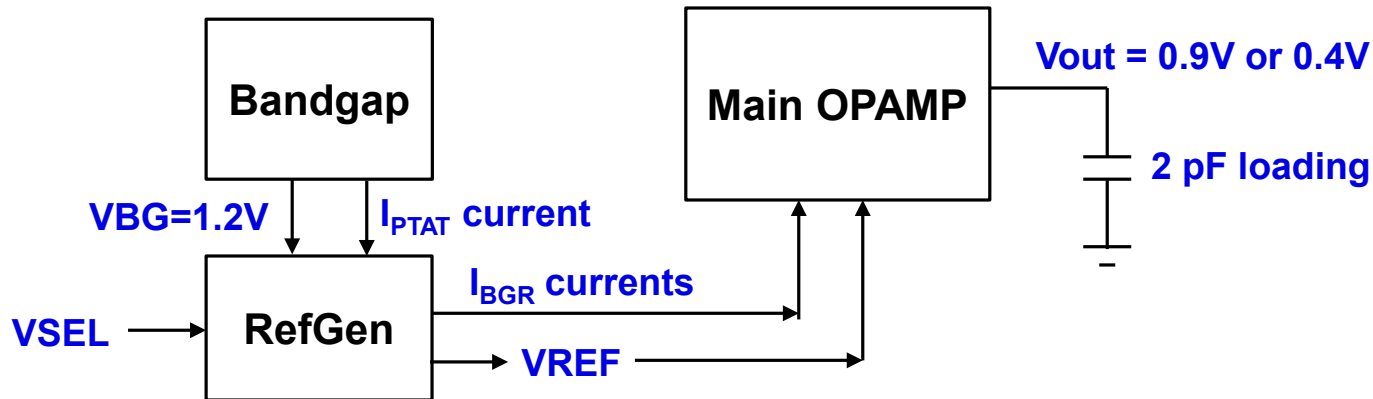 Bandgap
Main OPAMP
Vout = 0.9V or 0.4V
2 pF loading
VBG=1.2V
IPTAT current
IBGR currents
VSEL
RefGen
VREF